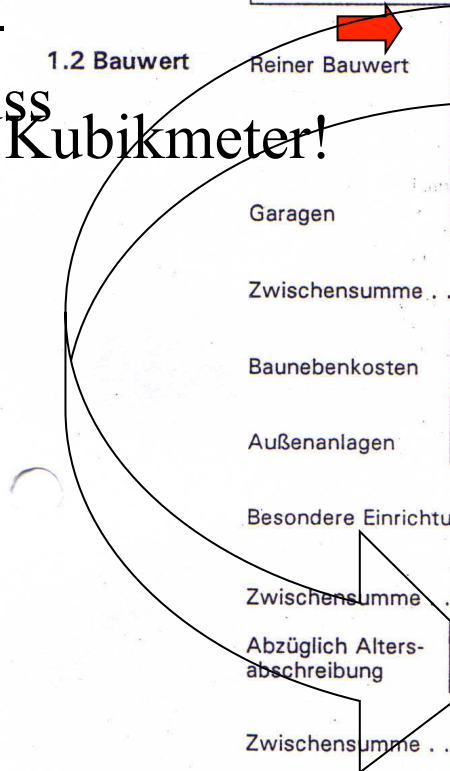 1.2 Bauwert Reiner Bauwert
ss
Kubikmeter!
Garagen
Zwischensumme . .
Baunebenkosten
Außenanlagen
Besondere Einrichtu
Zwischensumme . .
Abzüglich Alters-
abschreibung
Zwischensumme . .